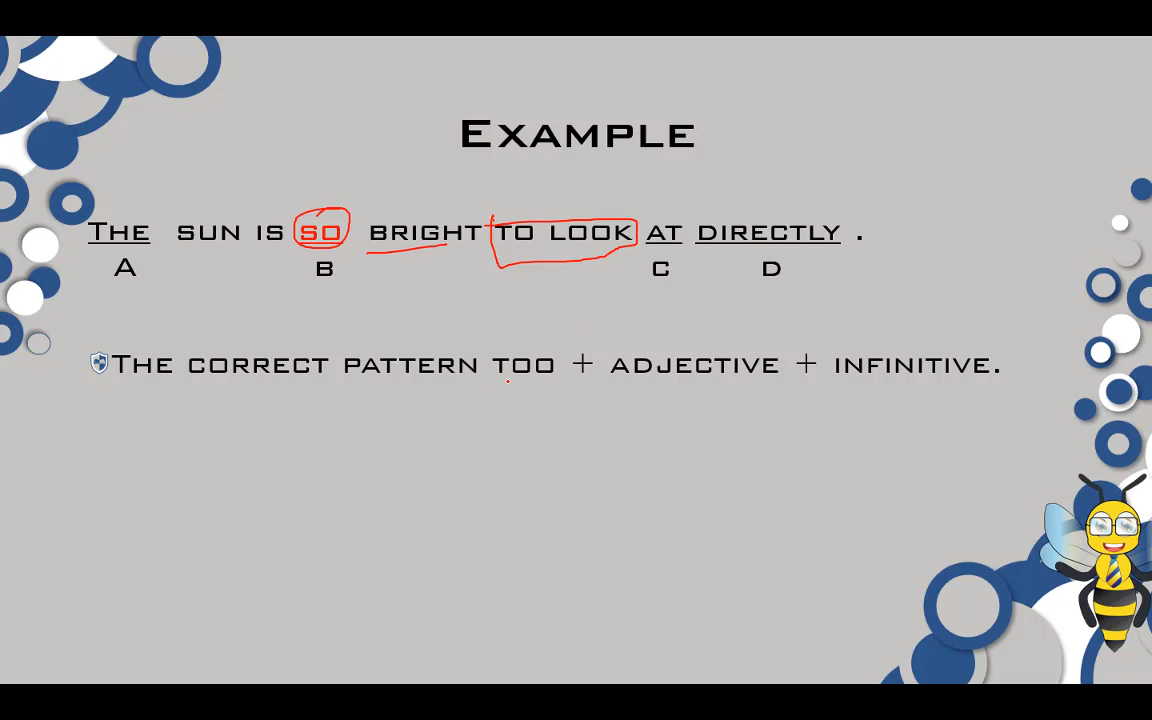 EXAMPLE
THE SUN IS SO BRIGHT TO LOOK AT DIRECTLY .
A B C D
THE CORRECT PATTERN TOO + ADJECTIVE + INFINITIVE.